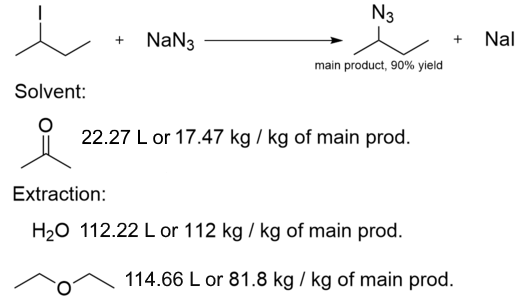 I N₃
+ NaN₃ + NaI
main product, 90% yield
Solvent:
O 22.27 L or 17.47 kg / kg of main prod.
Extraction:
H₂O 112.22 L or 112 kg / kg of main prod.
O 114.66 L or 81.8 kg / kg of main prod.